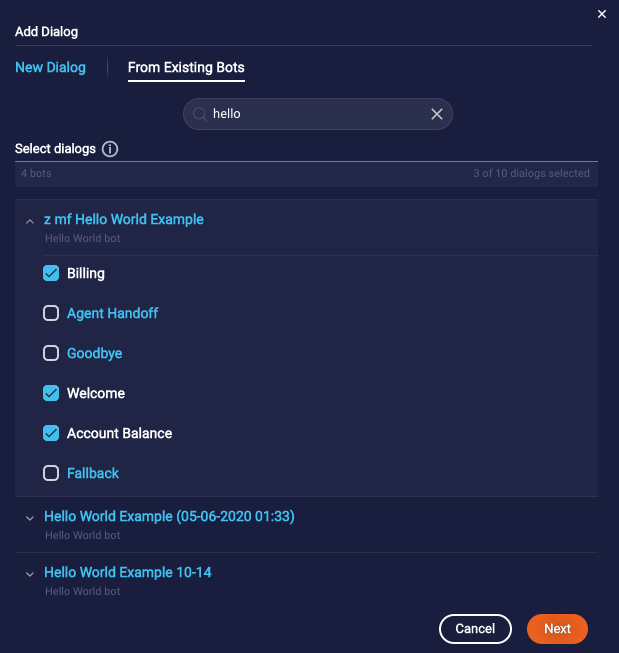 Add Dialog
New Dialog
From Existing Bots
hello
Select dialogs
4 bots
3 of 10 dialogs selected
z mf Hello World Example
Hello World bot
Billing
Agent Handoff
Goodbye
Welcome
Account Balance
Fallback
Hello World Example (05-06-2020 01:33)
Hello World bot
Hello World Example 10-14
Hello World bot
Cancel
Next